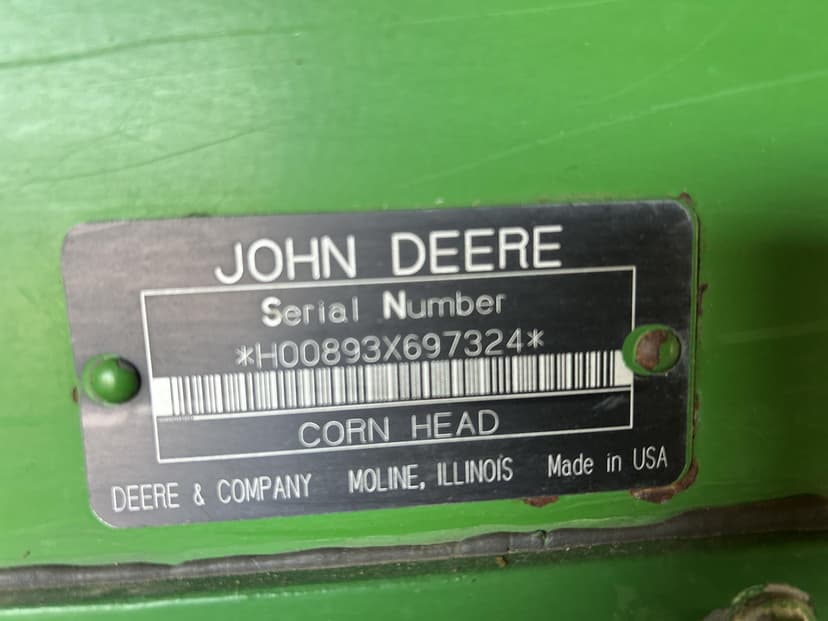 JOHN DEERE
Serial Number
*H00893X697324*
CORN HEAD
DEERE & COMPANY MOLINE, ILLINOIS Made in USA